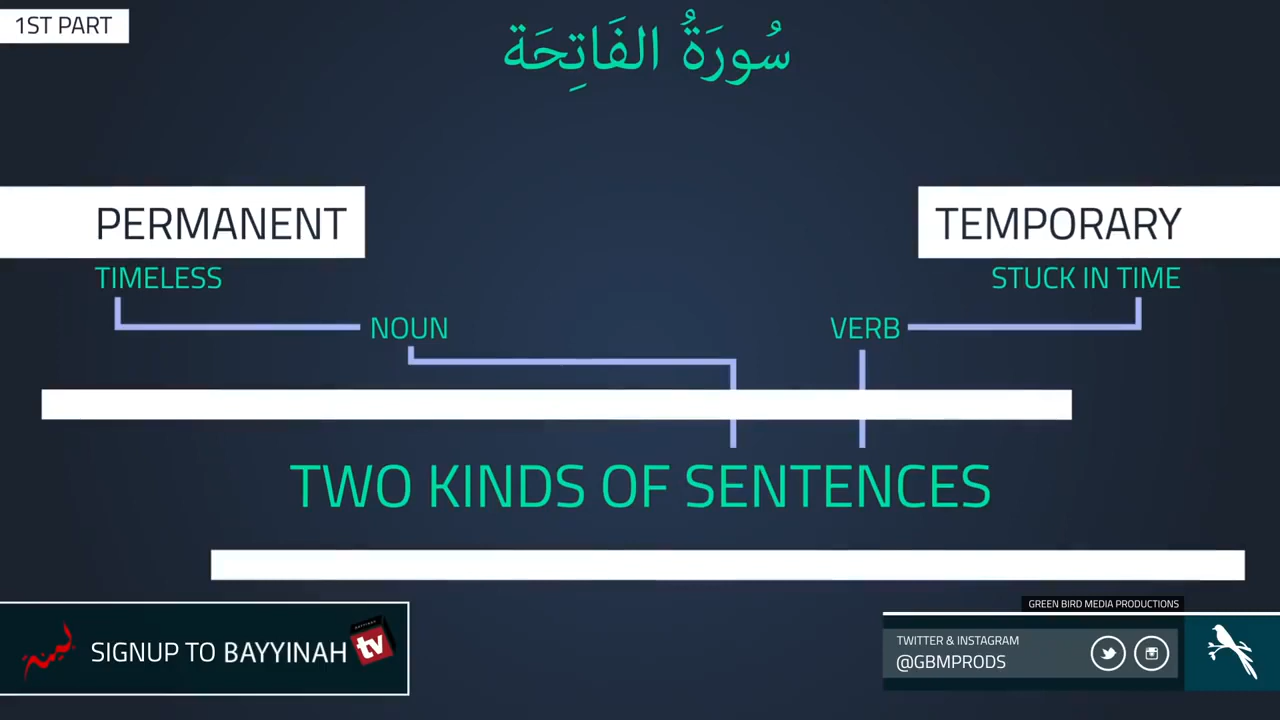 1ST PART
سُورَةُ الفَاتِحَة
PERMANENT
TEMPORARY
TIMELESS
STUCK IN TIME
NOUN
VERB
TWO KINDS OF SENTENCES
SIGNUP TO BAYYINAH tv
GREEN BIRD MEDIA PRODUCTIONS
TWITTER & INSTAGRAM
@GBMPRODS